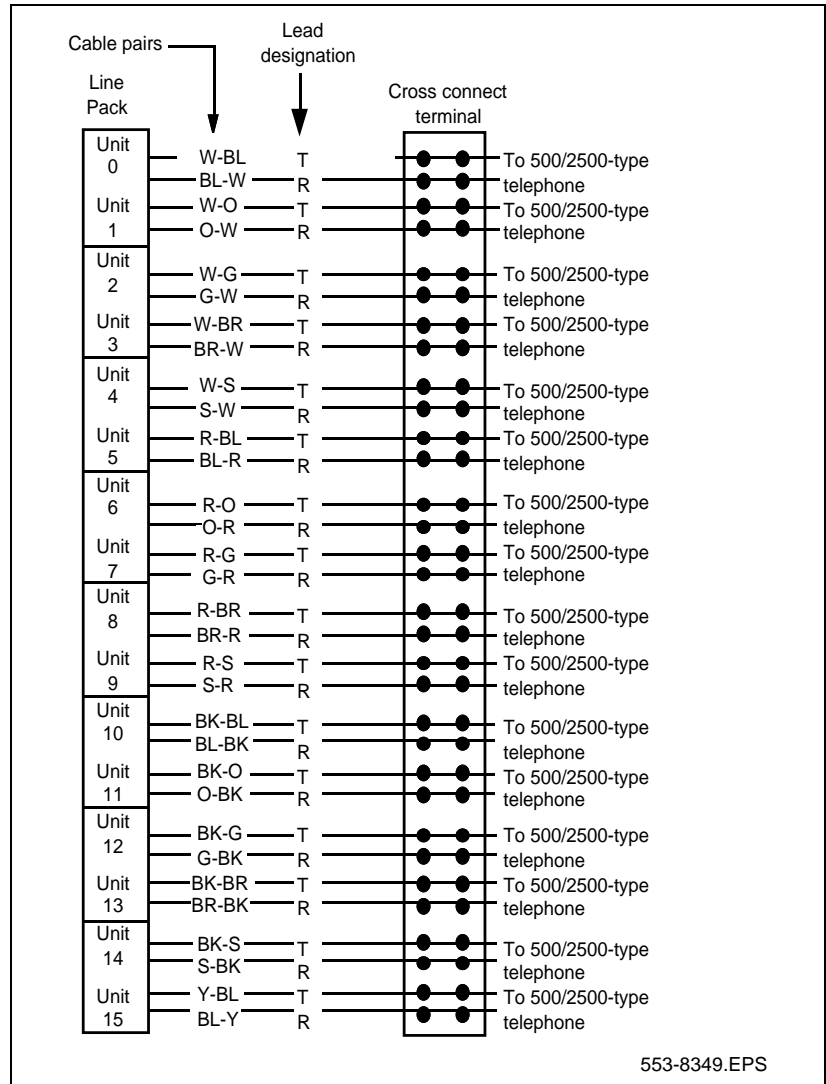 Cable pairs
Lead
designation
Line
Pack
Cross connect
terminal
Unit
0
W-BL T To 500/2500-type
BL-W R telephone
Unit
1
W-O T To 500/2500-type
O-W R telephone
Unit
2
W-G T To 500/2500-type
G-W R telephone
Unit
3
W-BR T To 500/2500-type
BR-W R telephone
Unit
4
W-S T To 500/2500-type
S-W R telephone
Unit
5
R-BL T To 500/2500-type
BL-R R telephone
Unit
6
R-O T To 500/2500-type
O-R R telephone
Unit
7
R-G T To 500/2500-type
G-R R telephone
Unit
8
R-BR T To 500/2500-type
BR-R R telephone
Unit
9
R-S T To 500/2500-type
S-R R telephone
Unit
10
BK-BL T To 500/2500-type
BL-BK R telephone
Unit
11
BK-O T To 500/2500-type
O-BK R telephone
Unit
12
BK-G T To 500/2500-type
G-BK R telephone
Unit
13
BK-BR T To 500/2500-type
BR-BK R telephone
Unit
14
BK-S T To 500/2500-type
S-BK R telephone
Unit
15
Y-BL T To 500/2500-type
BL-Y R telephone
553-8349.EPS